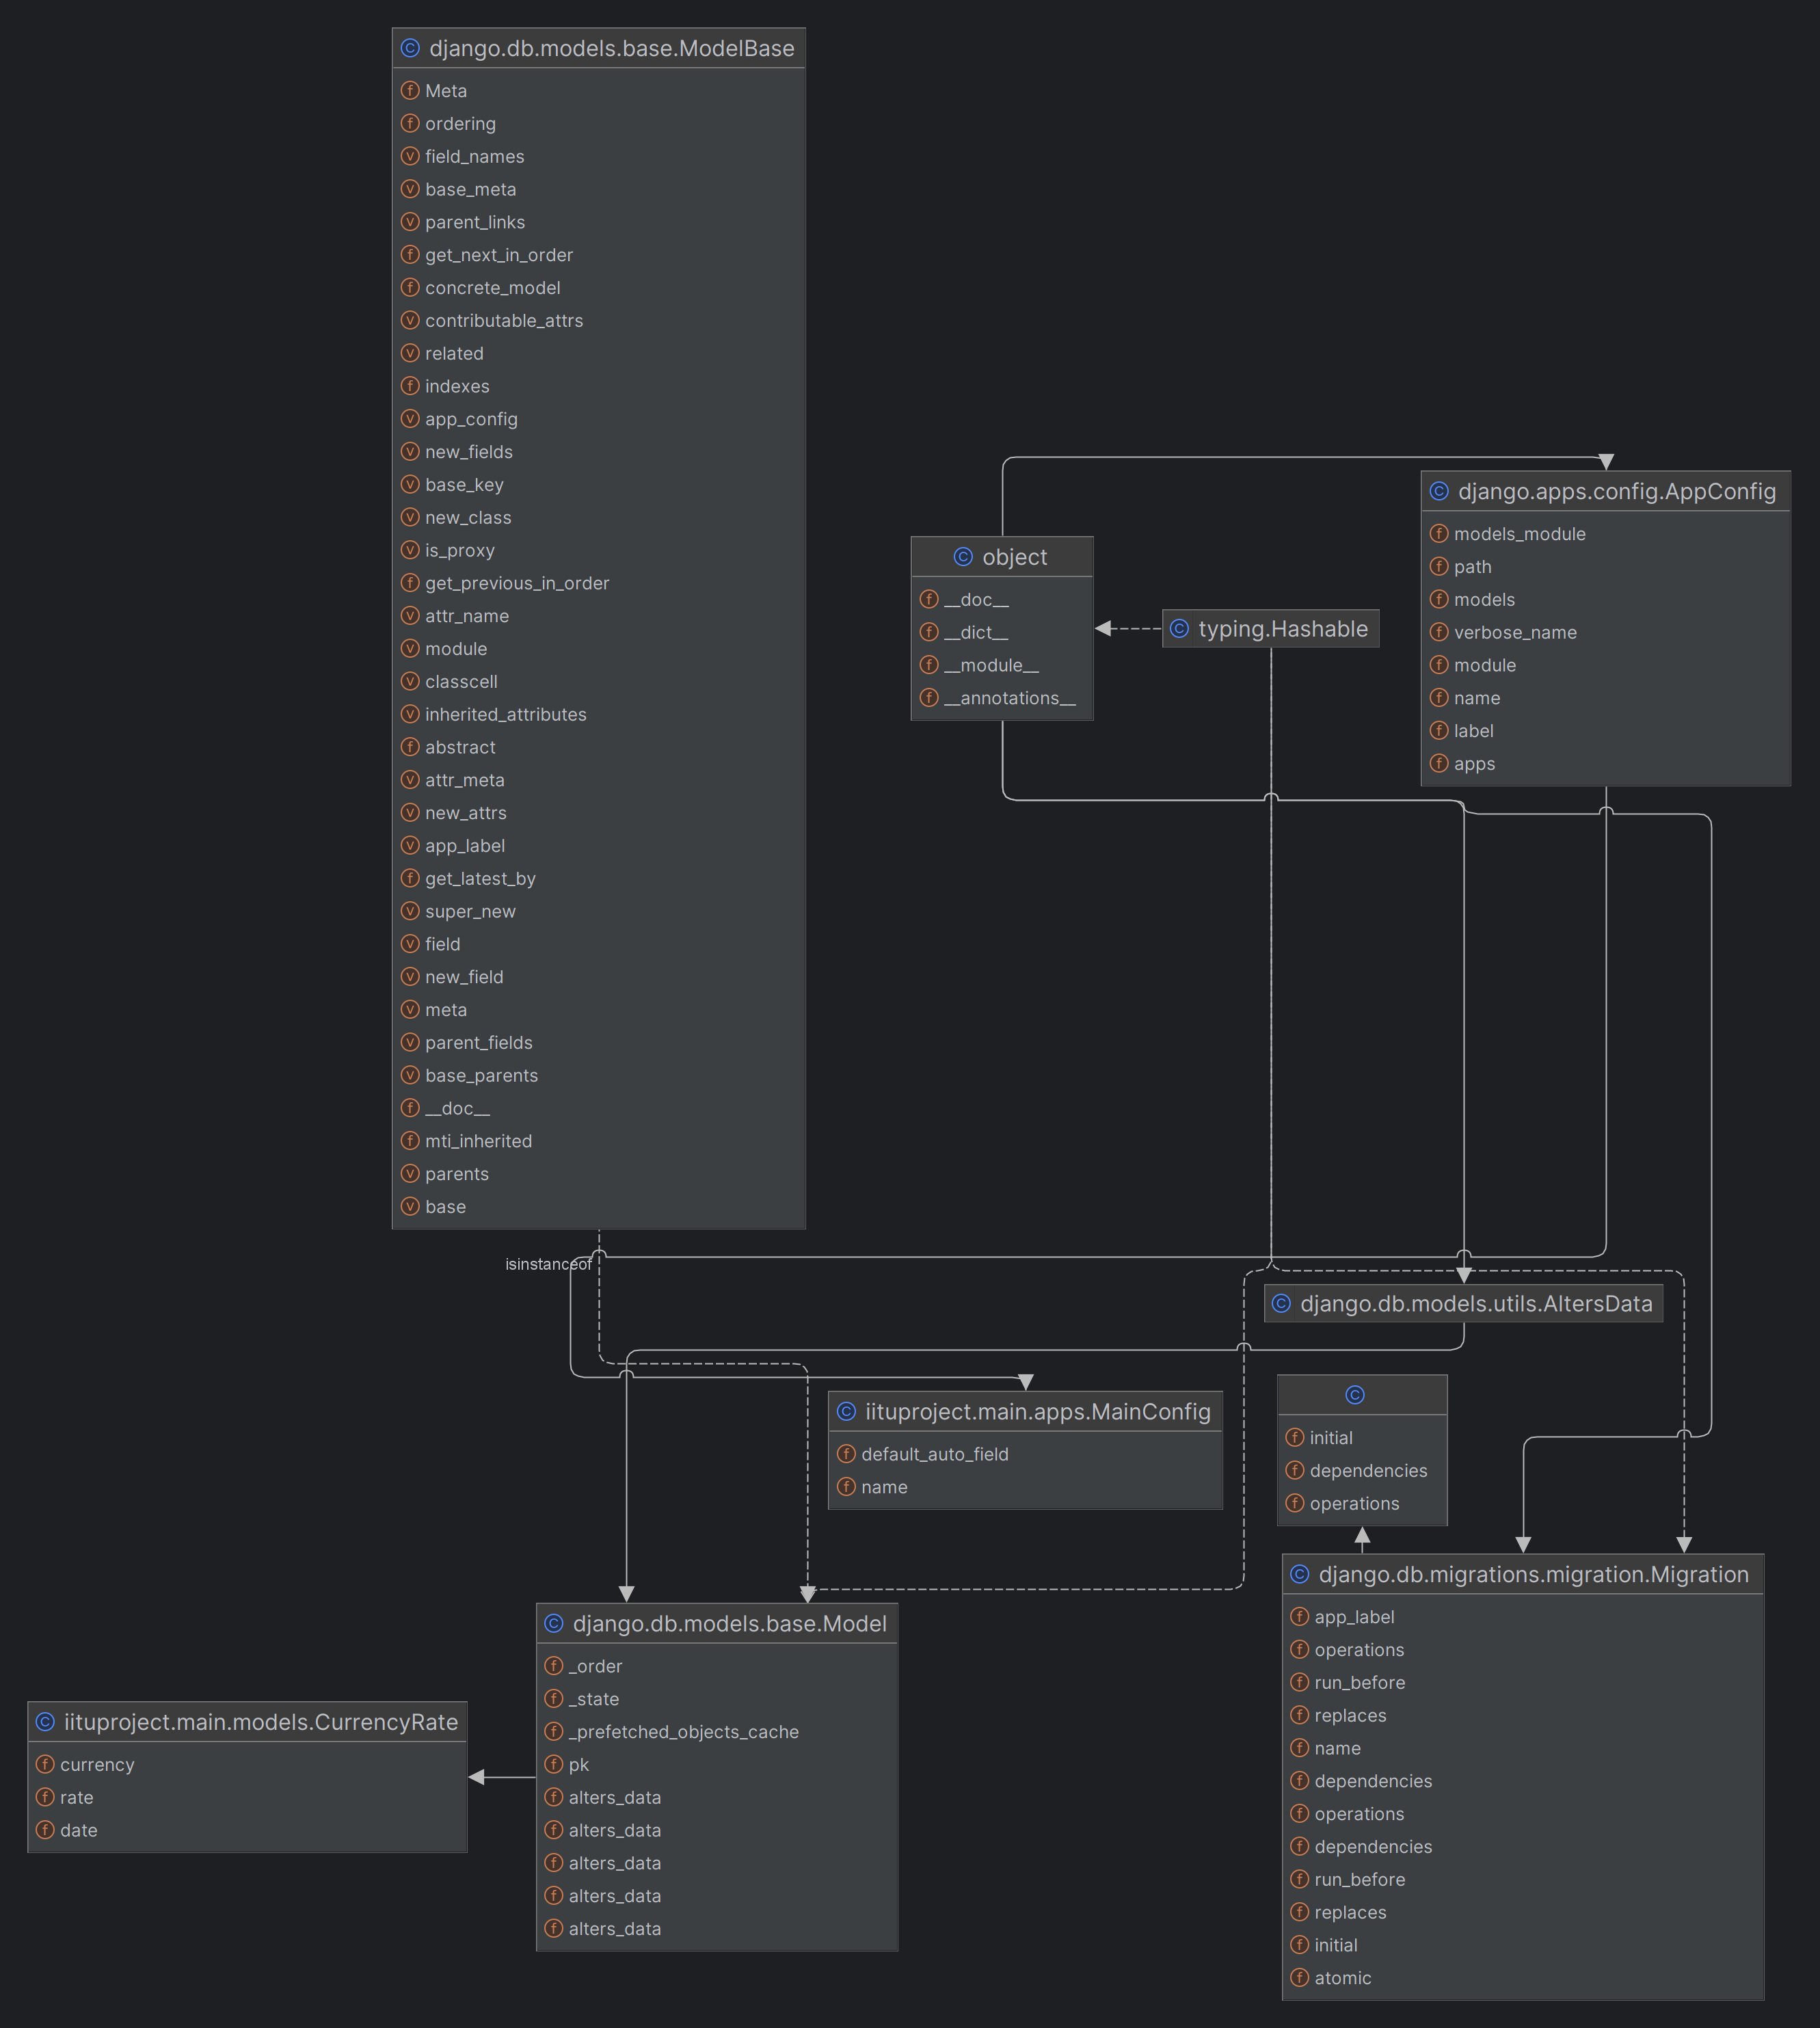 django.db.models.base.ModelBase
Meta
ordering
field_names
base_meta
parent_links
get_next_in_order
concrete_model
contributable_attrs
related
indexes
app_config
new_fields
base_key
new_class
is_proxy
get_previous_in_order
attr_name
module
classcell
inherited_attributes
abstract
attr_meta
new_attrs
app_label
get_latest_by
super_new
field
new_field
meta
parent_fields
base_parents
__doc__
mti_inherited
parents
base
isinstanceof
object
__doc__
__dict__
__module__
__annotations__
typing.Hashable
django.apps.config.AppConfig
models_module
path
models
verbose_name
module
name
label
apps
django.db.models.utils.AltersData
iituproject.main.apps.MainConfig
default_auto_field
name
initial
dependencies
operations
django.db.migrations.migration.Migration
app_label
operations
run_before
replaces
name
dependencies
operations
dependencies
run_before
replaces
initial
atomic
django.db.models.base.Model
_order
_state
_prefetched_objects_cache
pk
alters_data
alters_data
alters_data
alters_data
alters_data
iituproject.main.models.CurrencyRate
currency
rate
date